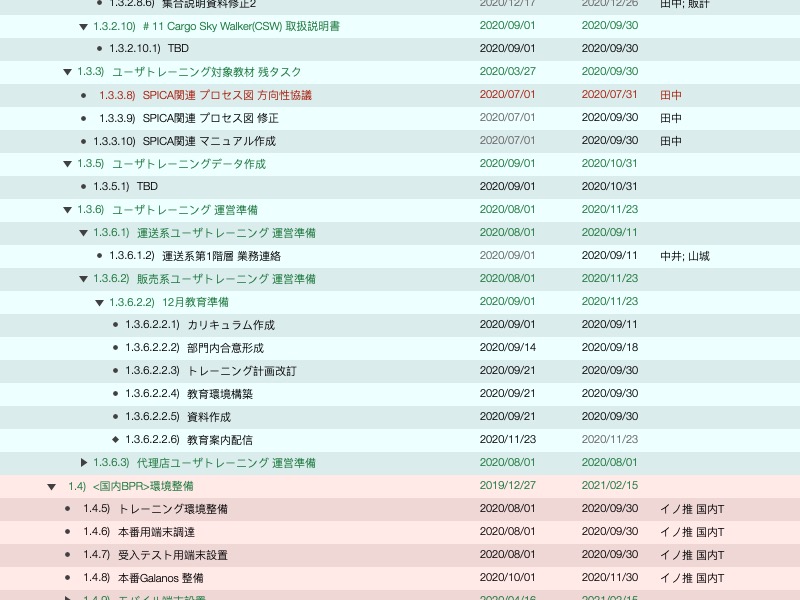 1.3.2.8.6) 集合説明資料修正2 2020/12/17 2020/12/26 田中; 販計
1.3.2.10) # 11 Cargo Sky Walker(CSW) 取扱説明書 2020/09/01 2020/09/30
1.3.2.10.1) TBD 2020/09/01 2020/09/30
1.3.3) ユーザトレーニング対象教材 残タスク 2020/03/27 2020/09/30
1.3.3.8) SPICA関連 プロセス図 方向性協議 2020/07/01 2020/07/31 田中
1.3.3.9) SPICA関連 プロセス図 修正 2020/07/01 2020/09/30 田中
1.3.3.10) SPICA関連 マニュアル作成 2020/07/01 2020/09/30 田中
1.3.5) ユーザトレーニングデータ作成 2020/09/01 2020/10/31
1.3.5.1) TBD 2020/09/01 2020/10/31
1.3.6) ユーザトレーニング 運営準備 2020/08/01 2020/11/23
1.3.6.1) 運送系ユーザトレーニング 運営準備 2020/08/01 2020/09/11
1.3.6.1.2) 運送系第1階層 業務連絡 2020/09/01 2020/09/11 中井; 山城
1.3.6.2) 販売系ユーザトレーニング 運営準備 2020/08/01 2020/11/23
1.3.6.2.2) 12月教育準備 2020/09/01 2020/11/23
1.3.6.2.2.1) カリキュラム作成 2020/09/01 2020/09/11
1.3.6.2.2.2) 部門内合意形成 2020/09/14 2020/09/18
1.3.6.2.2.3) トレーニング計画改訂 2020/09/21 2020/09/30
1.3.6.2.2.4) 教育環境構築 2020/09/21 2020/09/30
1.3.6.2.2.5) 資料作成 2020/09/21 2020/09/30
1.3.6.2.2.6) 教育案内配信 2020/11/23 2020/11/23
1.3.6.3) 代理店ユーザトレーニング 運営準備 2020/08/01 2020/08/01
1.4) <国内BPR>環境整備 2019/12/27 2021/02/15
1.4.5) トレーニング環境整備 2020/08/01 2020/09/30 イノ推 国内T
1.4.6) 本番用端末調達 2020/08/01 2020/09/30 イノ推 国内T
1.4.7) 受入テスト用端末設置 2020/08/01 2020/09/30 イノ推 国内T
1.4.8) 本番Galanos 整備 2020/10/01 2020/11/30 イノ推 国内T
1.4.9) モバイル端末設置 2020/04/16 2021/02/15